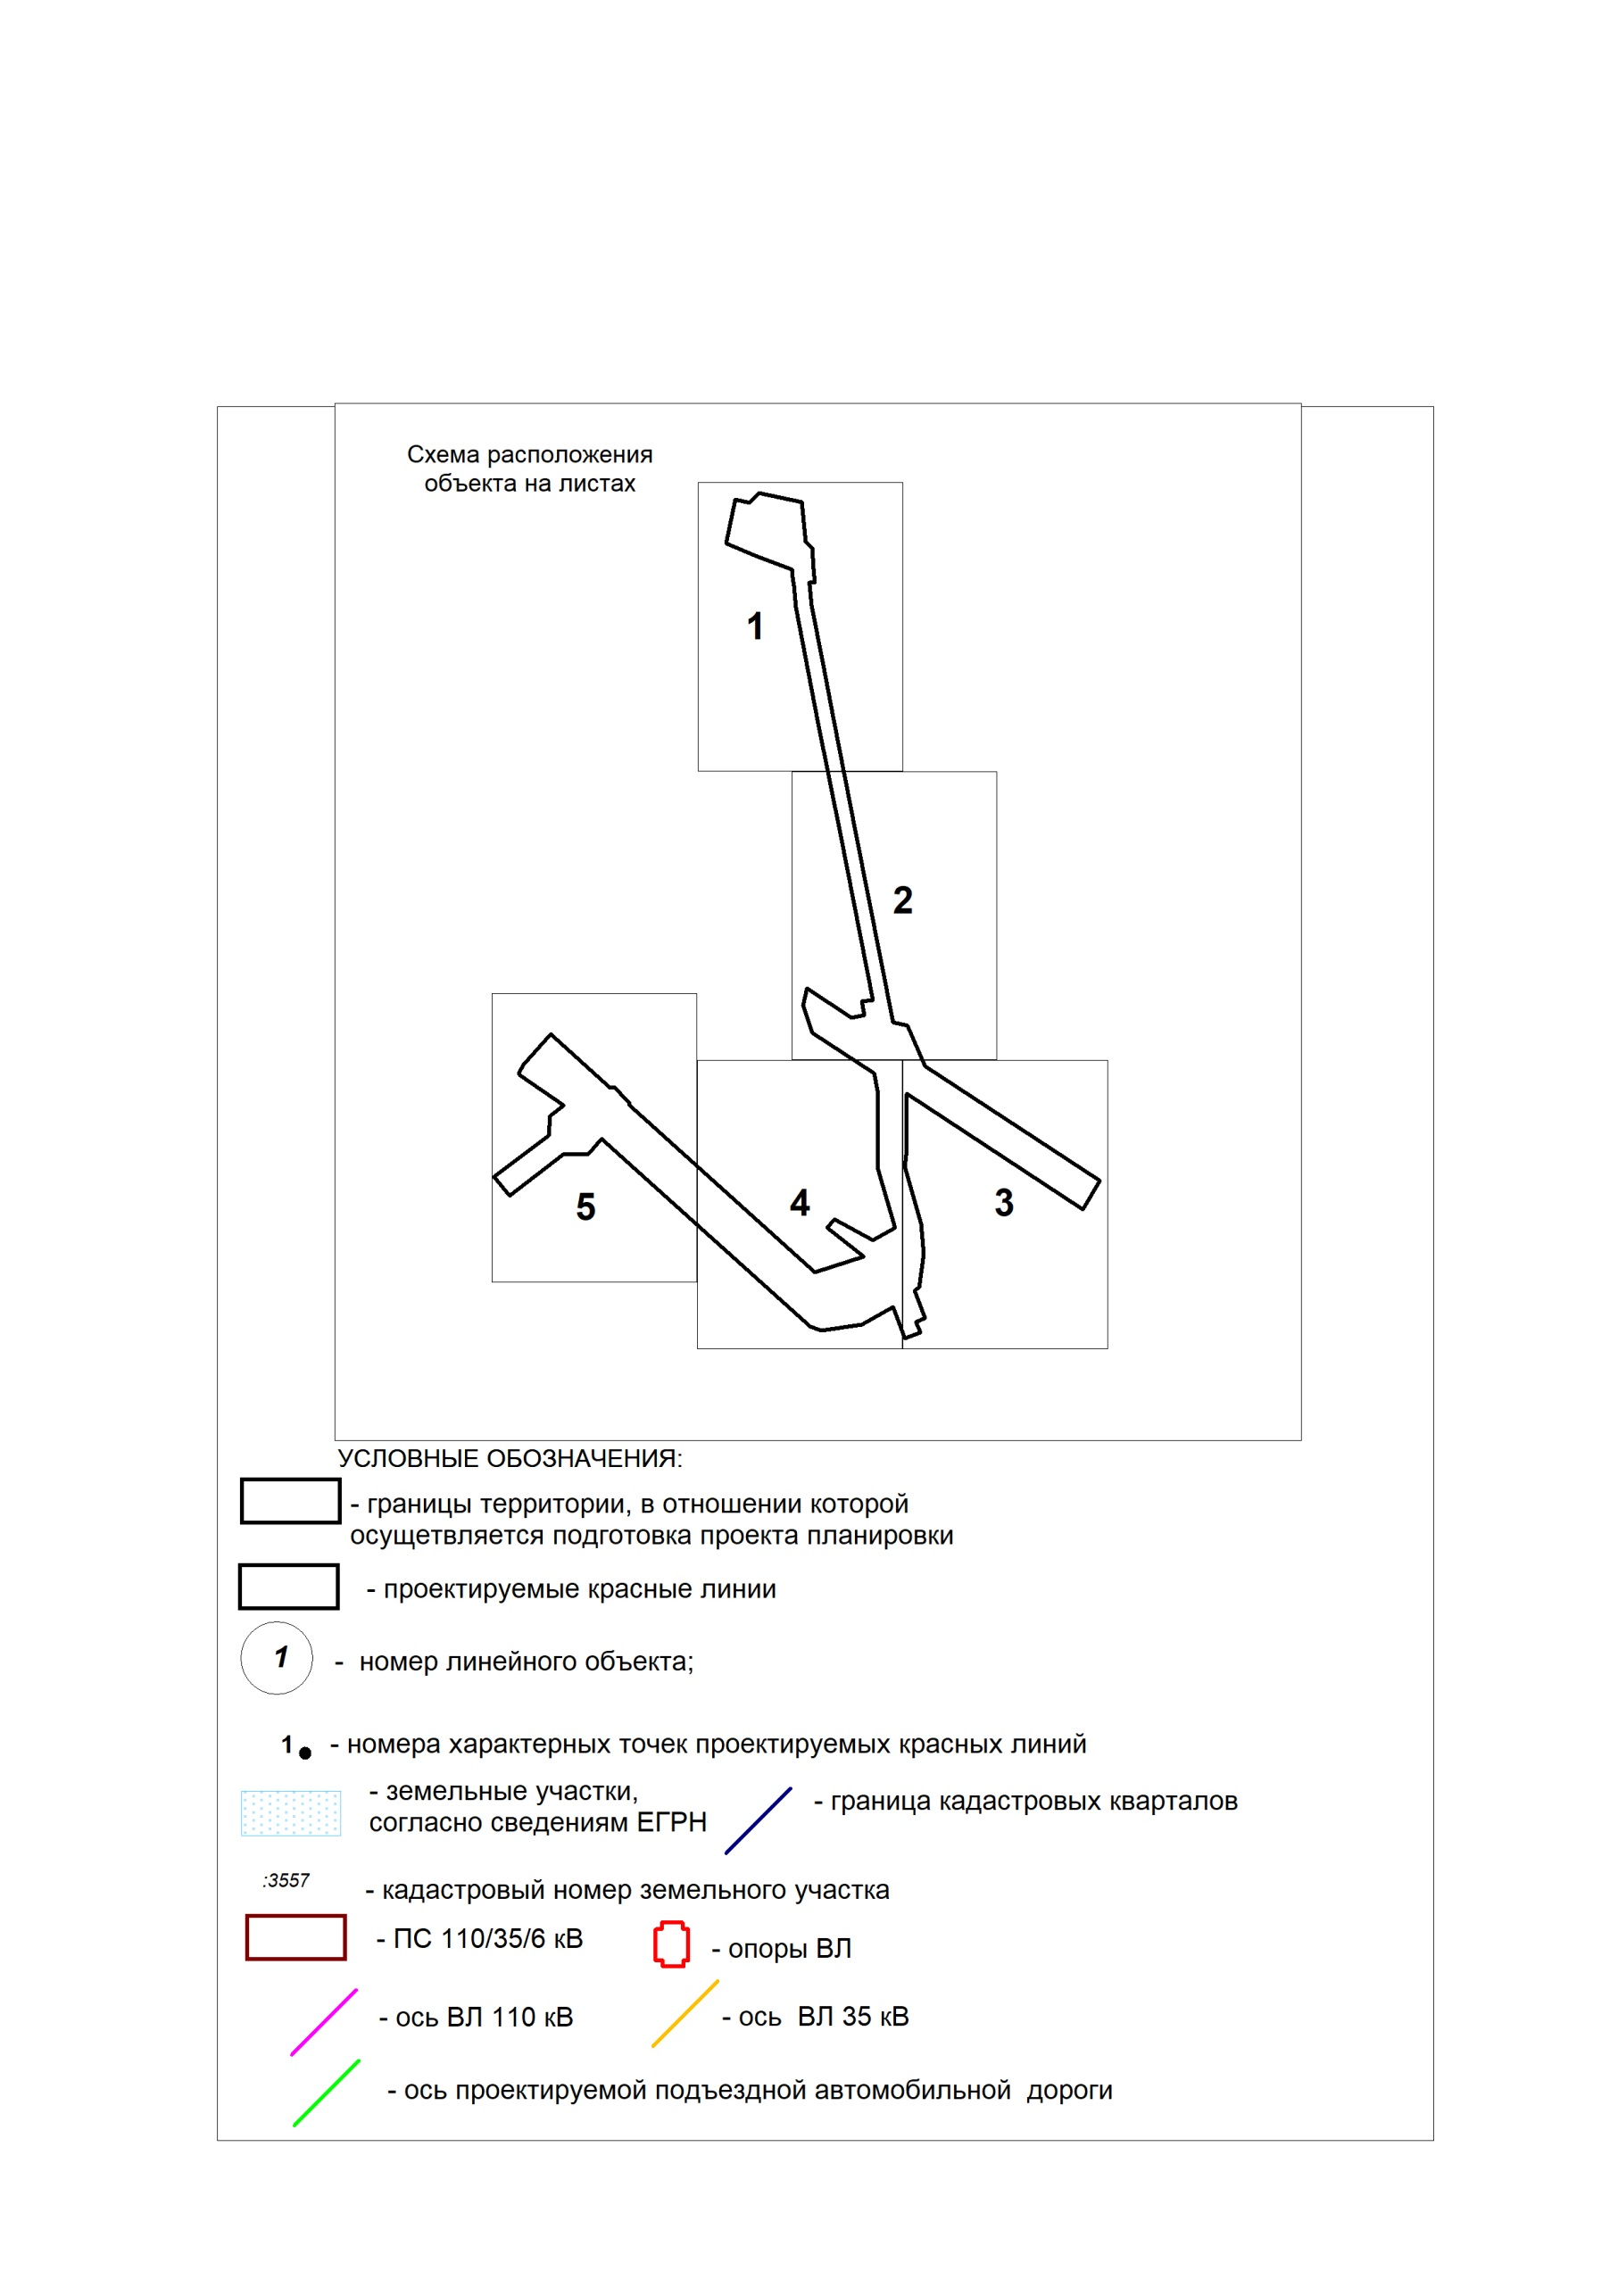 Схема расположения
объекта на листах
1
2
3
4
5
УСЛОВНЫЕ ОБОЗНАЧЕНИЯ:
- границы территории, в отношении которой
осущетвляется подготовка проекта планировки
- проектируемые красные линии
1
- номер линейного объекта;
1
- номера характерных точек проектируемых красных линий
- земельные участки,
согласно сведениям ЕГРН
- граница кадастровых кварталов
:3557
- кадастровый номер земельного участка
- ПС 110/35/6 кВ
- опоры ВЛ
- ось ВЛ 110 кВ
- ось ВЛ 35 кВ
- ось проектируемой подъездной автомобильной дороги